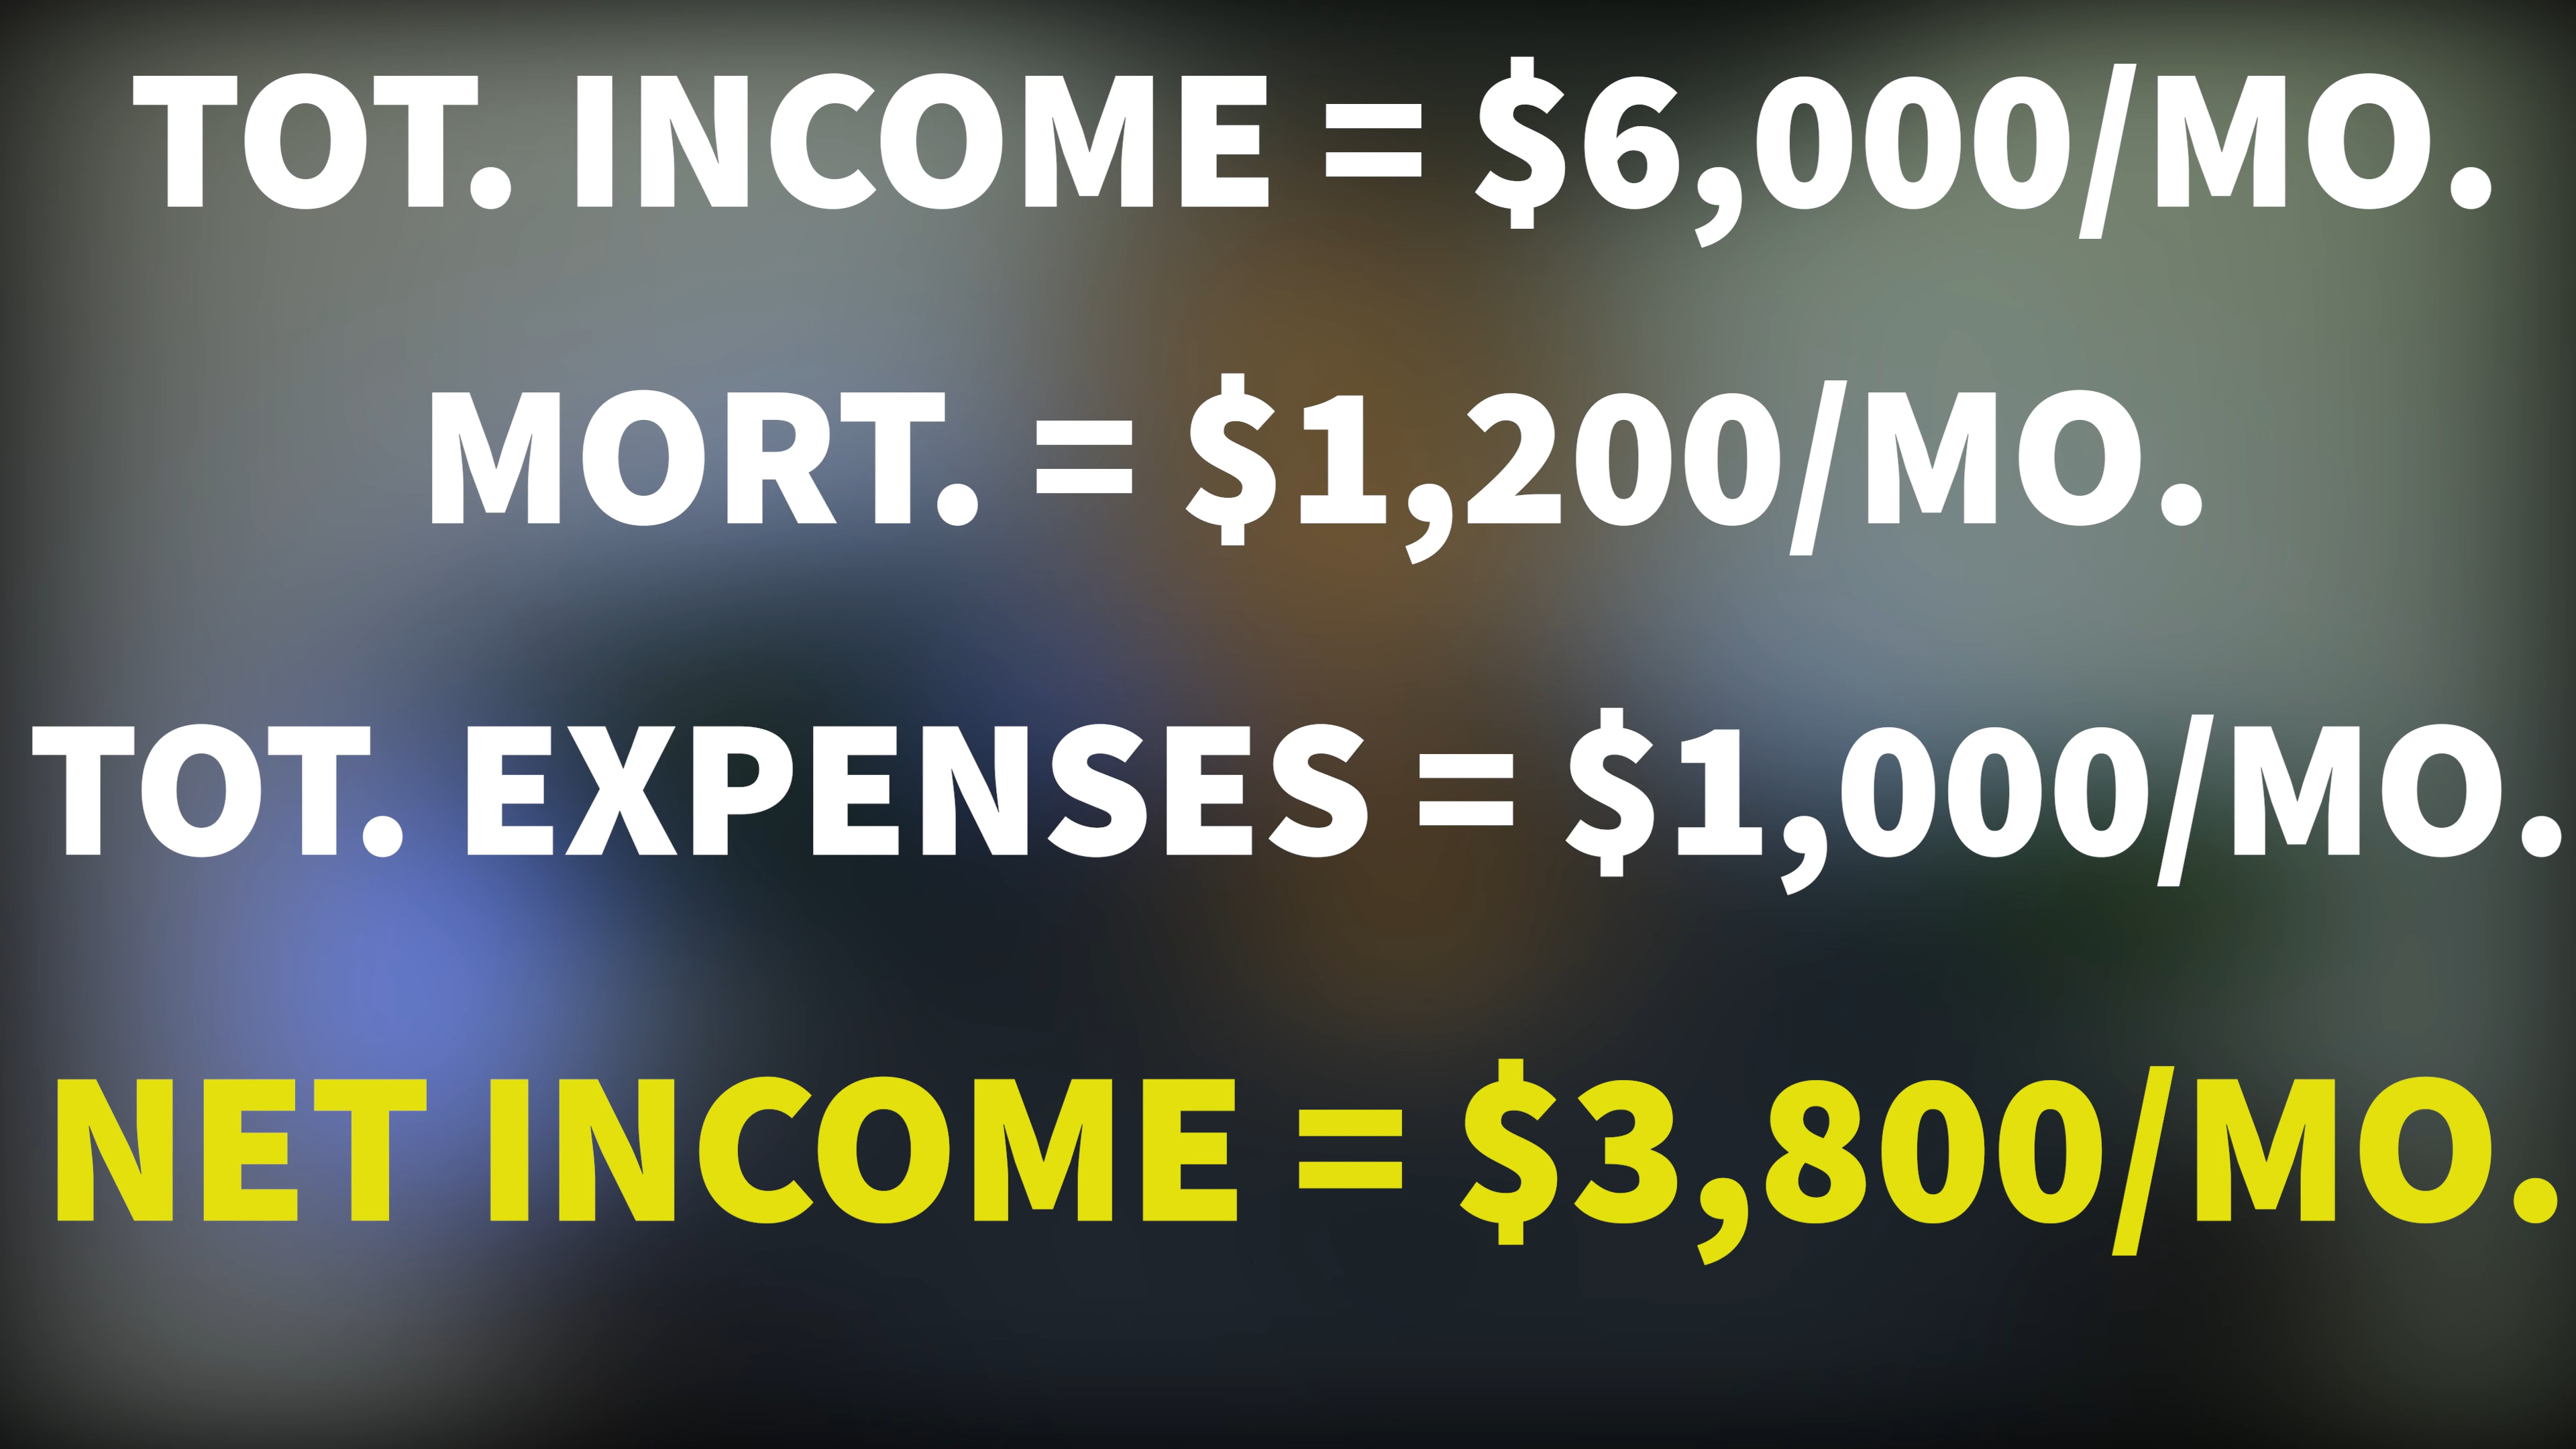 TOT. INCOME = $6,000/MO.
MORT. = $1,200/MO.
TOT. EXPENSES = $1,000/MO.
NET INCOME = $3,800/MO.